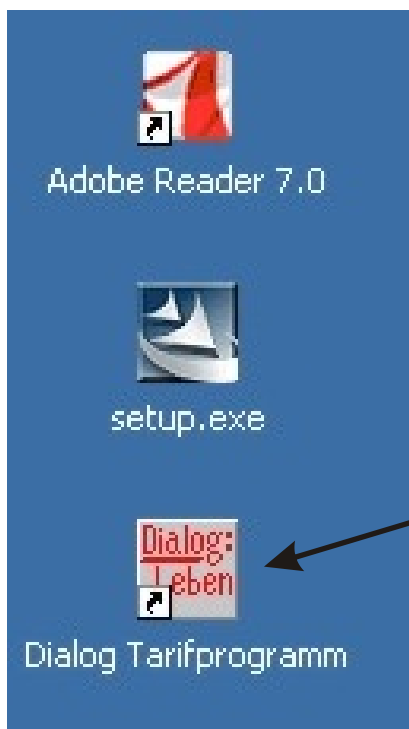 Adobe Reader 7.0
setup.exe
Dialog:
Leben
Dialog Tarifprogramm